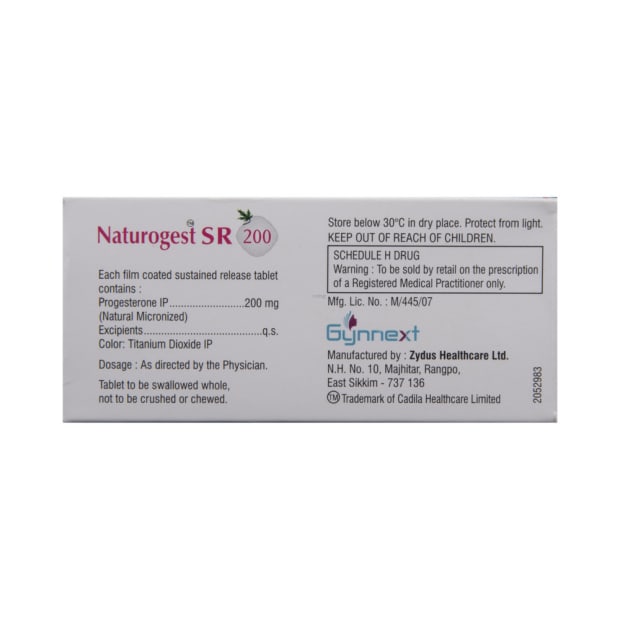 Naturogest™ SR 200
Each film coated sustained release tablet
contains :
Progesterone IP............................200 mg
(Natural Micronized)
Excipients.............................................q.s.
Color: Titanium Dioxide IP
Dosage : As directed by the Physician.
Tablet to be swallowed whole,
not to be crushed or chewed.
Store below 30°C in dry place. Protect from light.
KEEP OUT OF REACH OF CHILDREN.
SCHEDULE H DRUG
Warning : To be sold by retail on the prescription
of a Registered Medical Practitioner only.
Mfg. Lic. No. : M/445/07
Gynnext
Manufactured by : Zydus Healthcare Ltd.
N.H. No. 10, Majhitar, Rangpo,
East Sikkim - 737 136
TM Trademark of Cadila Healthcare Limited
2052983